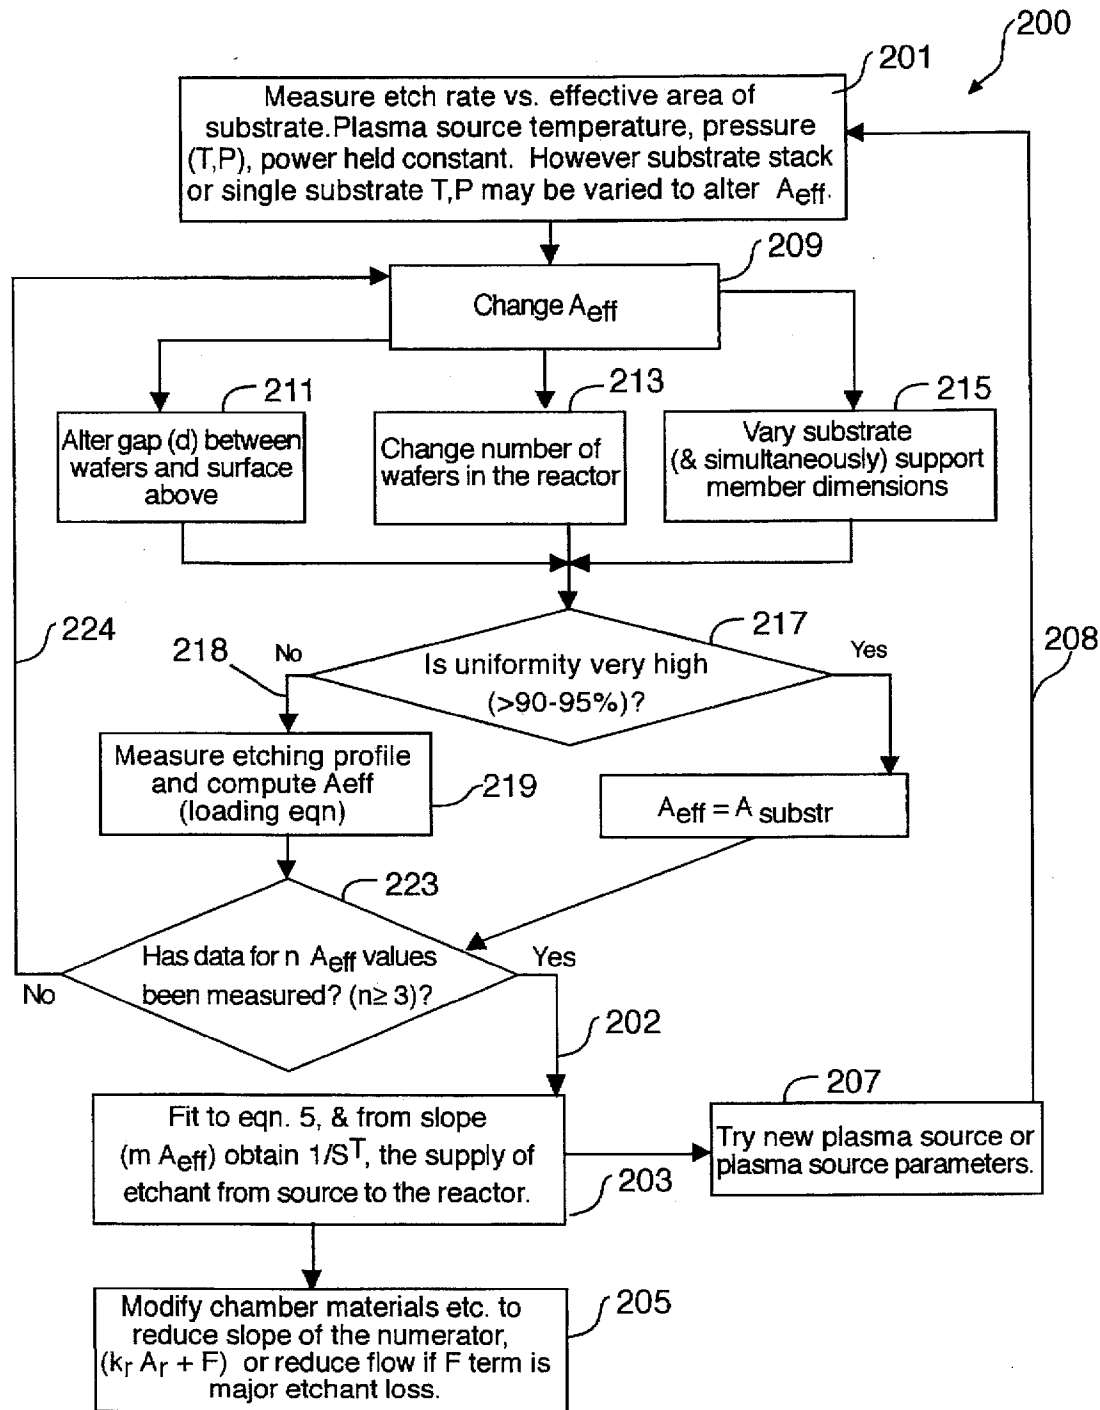 200
201
Measure etch rate vs. effective area of
substrate.Plasma source temperature, pressure
(T,P), power held constant. However substrate stack
or single substrate T,P may be varied to alter Aeff.
209
Change Aeff
211
Alter gap (d) between
wafers and surface
above
213
Change number of
wafers in the reactor
215
Vary substrate
(& simultaneously) support
member dimensions
224
218
No
217
Is uniformity very high
(>90-95%)?
Yes
208
Measure etching profile
and compute Aeff
(loading eqn)
219
Aeff = A substr
223
Has data for n Aeff values
been measured? (n≥ 3)?
No
Yes
202
Fit to eqn. 5, & from slope
(m Aeff) obtain 1/ST, the supply of
etchant from source to the reactor.
203
207
Try new plasma source or
plasma source parameters.
Modify chamber materials etc. to
reduce slope of the numerator,
(kr Ar + F) or reduce flow if F term is
major etchant loss.
205